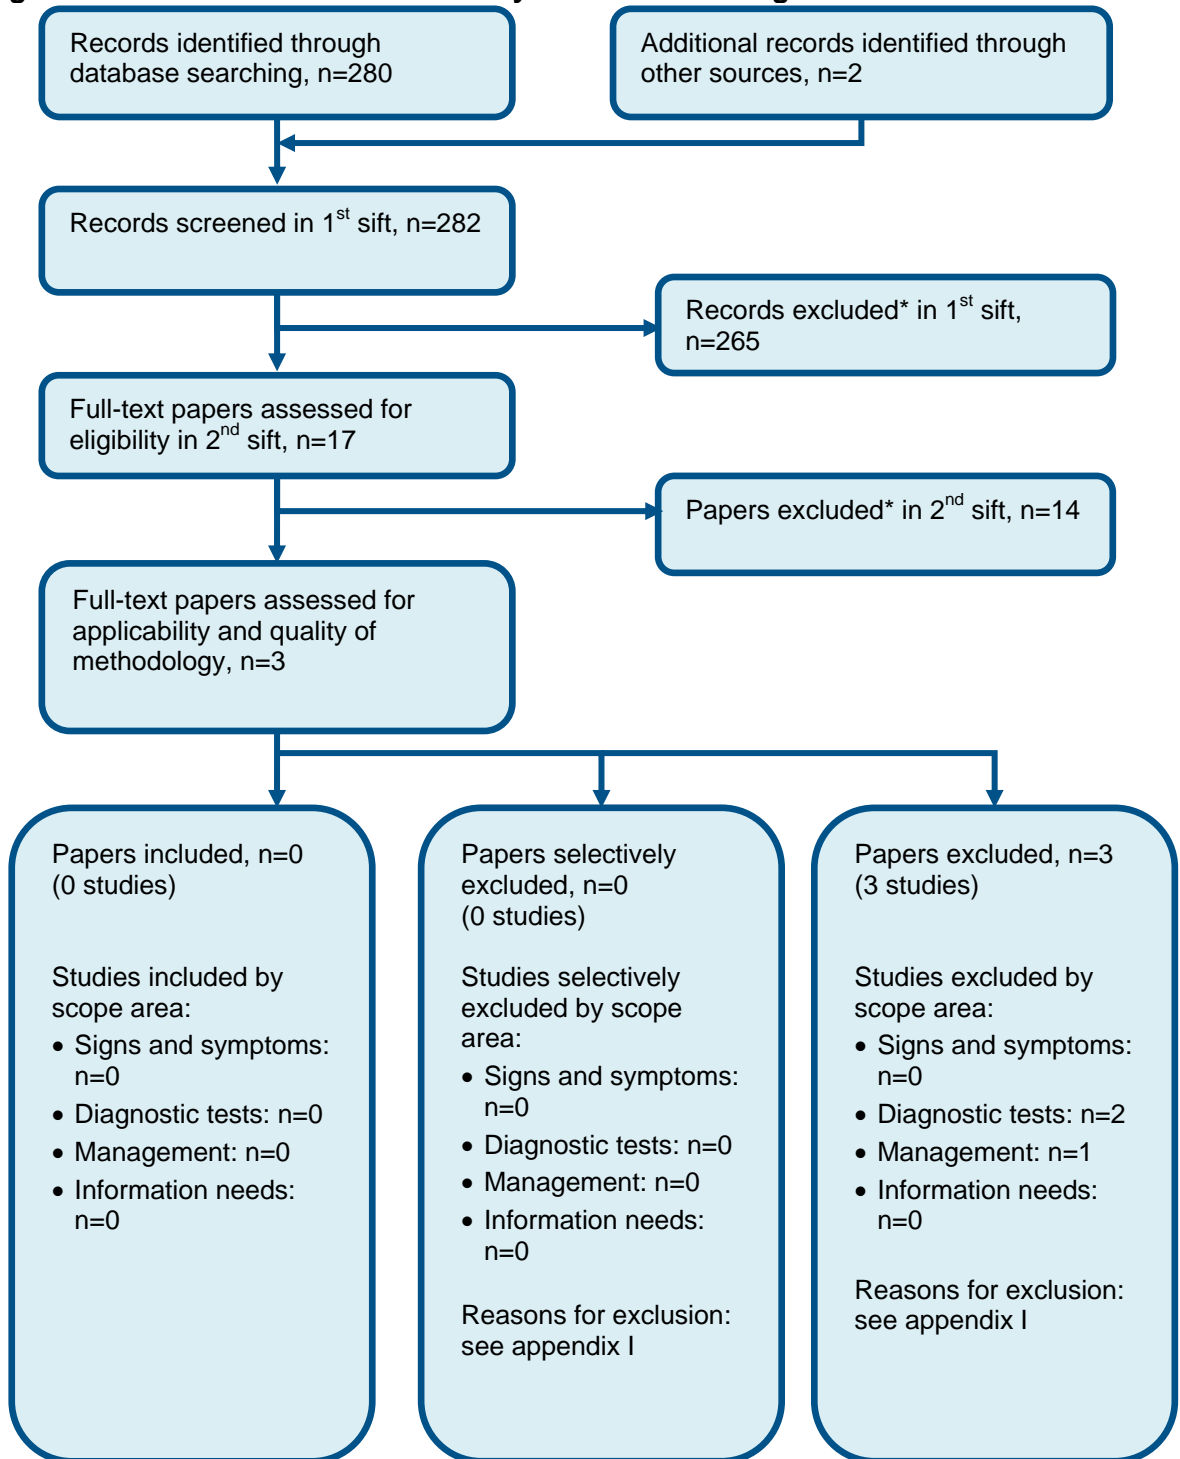 Records identified through
database searching, n=280
Additional records identified through
other sources, n=2
Records screened in 1st sift, n=282
Records excluded* in 1st sift,
n=265
Full-text papers assessed for
eligibility in 2nd sift, n=17
Papers excluded* in 2nd sift, n=14
Full-text papers assessed for
applicability and quality of
methodology, n=3
Papers included, n=0
(0 studies)
Studies included by
scope area:
• Signs and symptoms:
n=0
• Diagnostic tests: n=0
• Management: n=0
• Information needs:
n=0
Papers selectively
excluded, n=0
(0 studies)
Studies selectively
excluded by scope
area:
• Signs and symptoms:
n=0
• Diagnostic tests: n=0
• Management: n=0
• Information needs:
n=0
Reasons for exclusion:
see appendix I
Papers excluded, n=3
(3 studies)
Studies excluded by
scope area:
• Signs and symptoms:
n=0
• Diagnostic tests: n=2
• Management: n=1
• Information needs:
n=0
Reasons for exclusion:
see appendix I